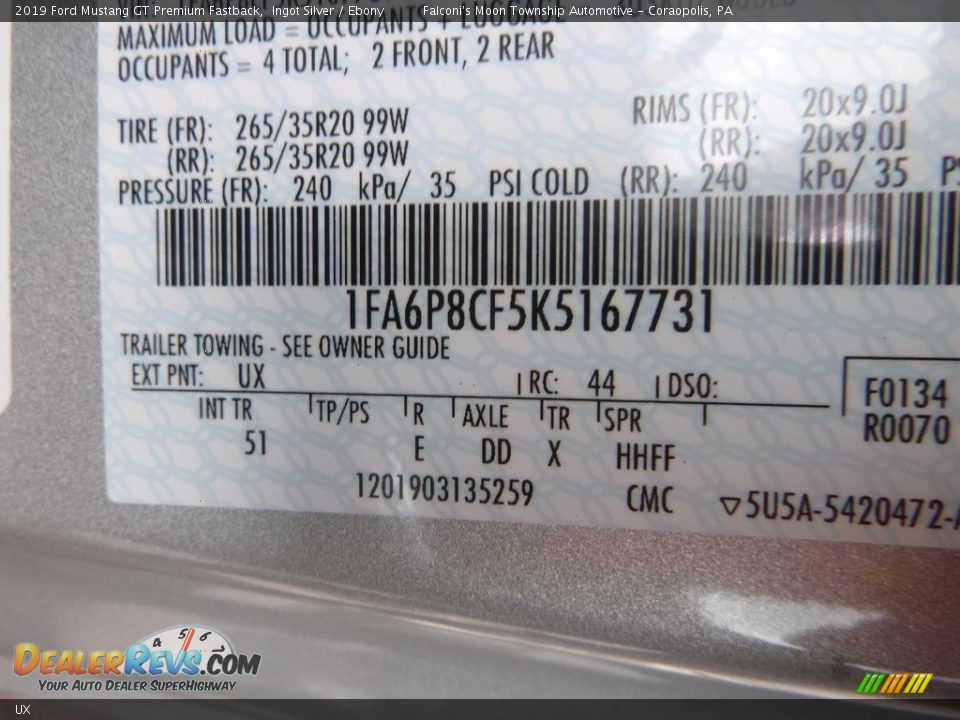 2019 Ford Mustang GT Premium Fastback, Ingot Silver / Ebony Falconi's Moon Township Automotive – Coraopolis, PA
MAXIMUM LOAD = OCCUPANTS + LUGGAGE
OCCUPANTS = 4 TOTAL; 2 FRONT, 2 REAR
TIRE (FR): 265/35R20 99W RIMS (FR): 20x9.0J
(RR): 265/35R20 99W (RR): 20x9.0J
PRESSURE (FR): 240 kPa/ 35 PSI COLD (RR): 240 kPa/ 35
1FA6P8CF5K5167731
TRAILER TOWING - SEE OWNER GUIDE
EXT PNT: UX RC: 44 DSO: F0134
INT TR TP/PS R AXLE TR SPR R0070
51 E DD X HHFF
1201903135259 CMC ▽5U5A-5420472-
DEALERREVS.COM
YOUR AUTO DEALER SUPERHIGHWAY
4 5 6
UX